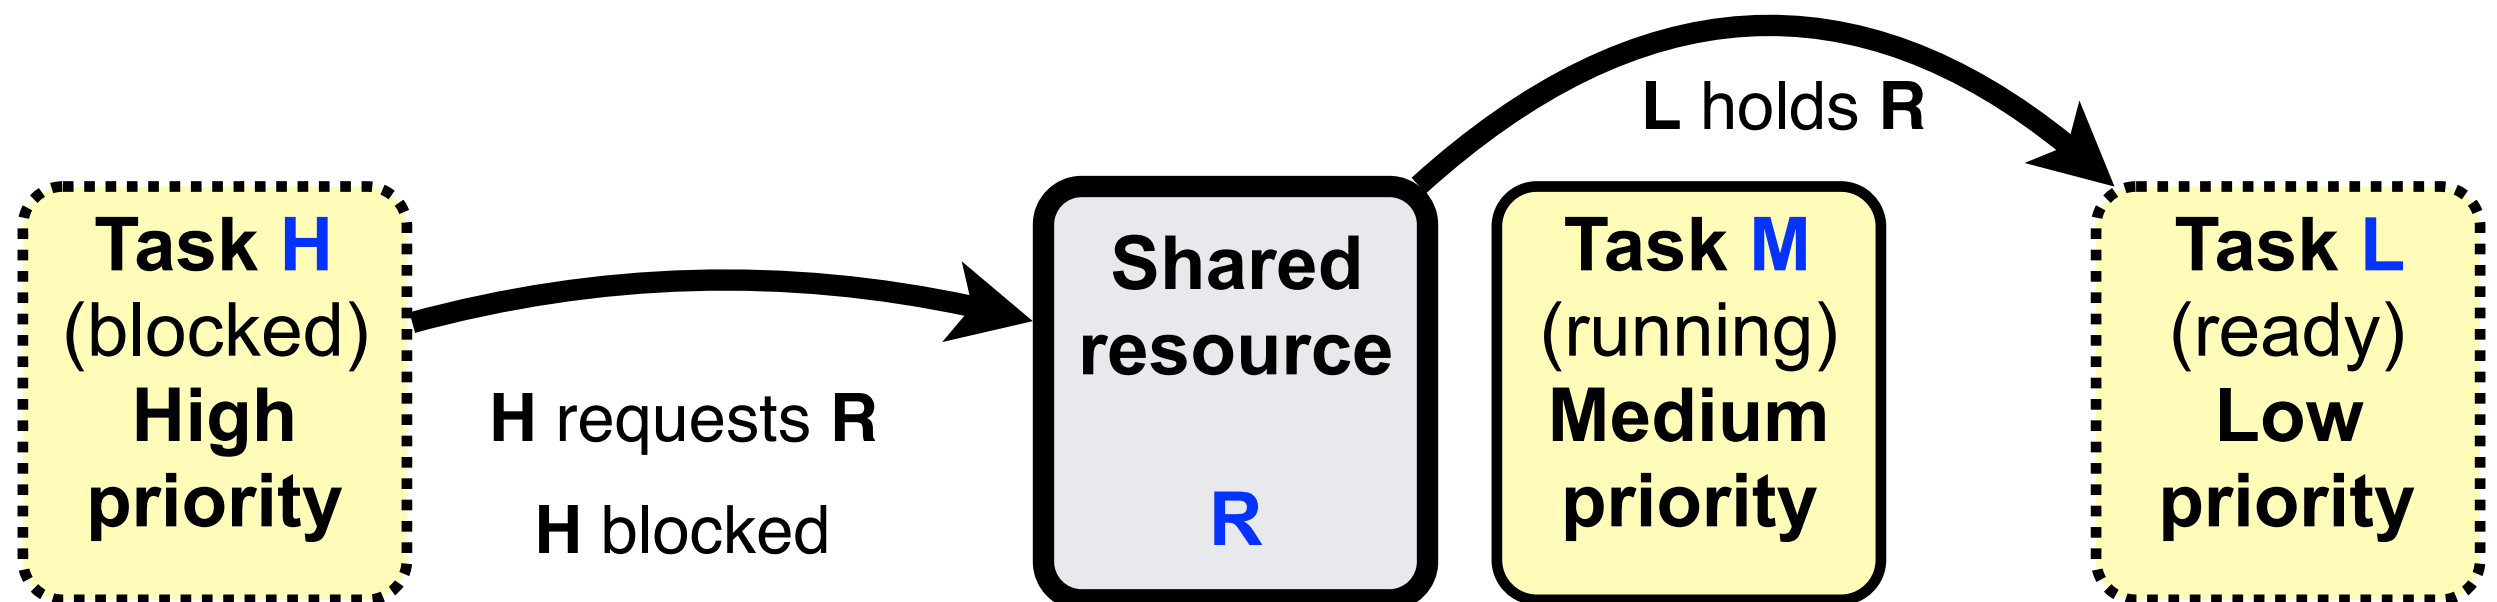 Task H
(blocked)
High
priority
H requests R
H blocked
Shared
resource
R
L holds R
Task M
(running)
Medium
priority
Task L
(ready)
Low
priority